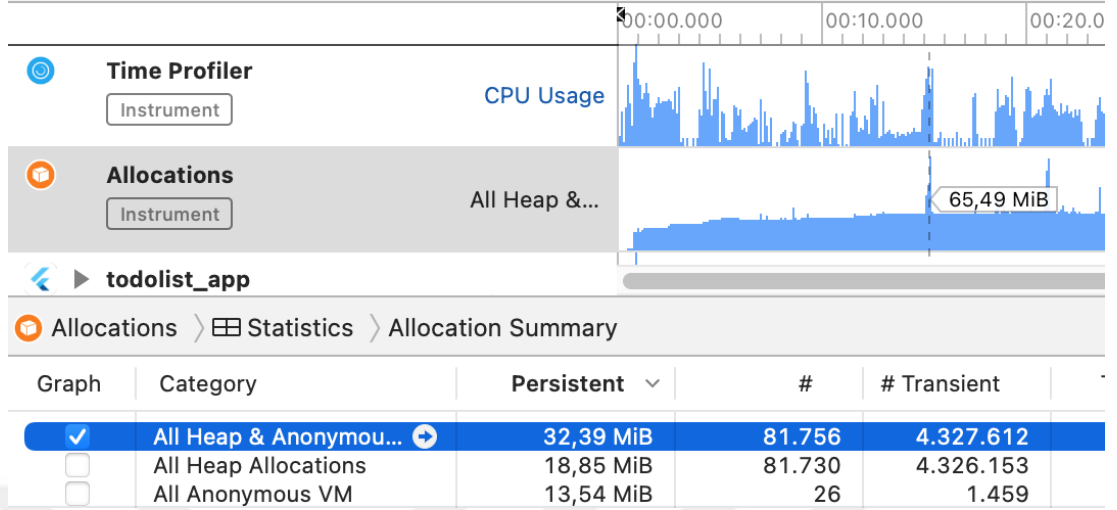 00:00.000 00:10.000 00:20.0
Time Profiler
Instrument
CPU Usage
Allocations
Instrument
All Heap &...
65,49 MiB
todolist_app
Allocations Statistics Allocation Summary
Graph Category Persistent # # Transient
All Heap & Anonymou... 32,39 MiB 81.756 4.327.612
All Heap Allocations 18,85 MiB 81.730 4.326.153
All Anonymous VM 13,54 MiB 26 1.459